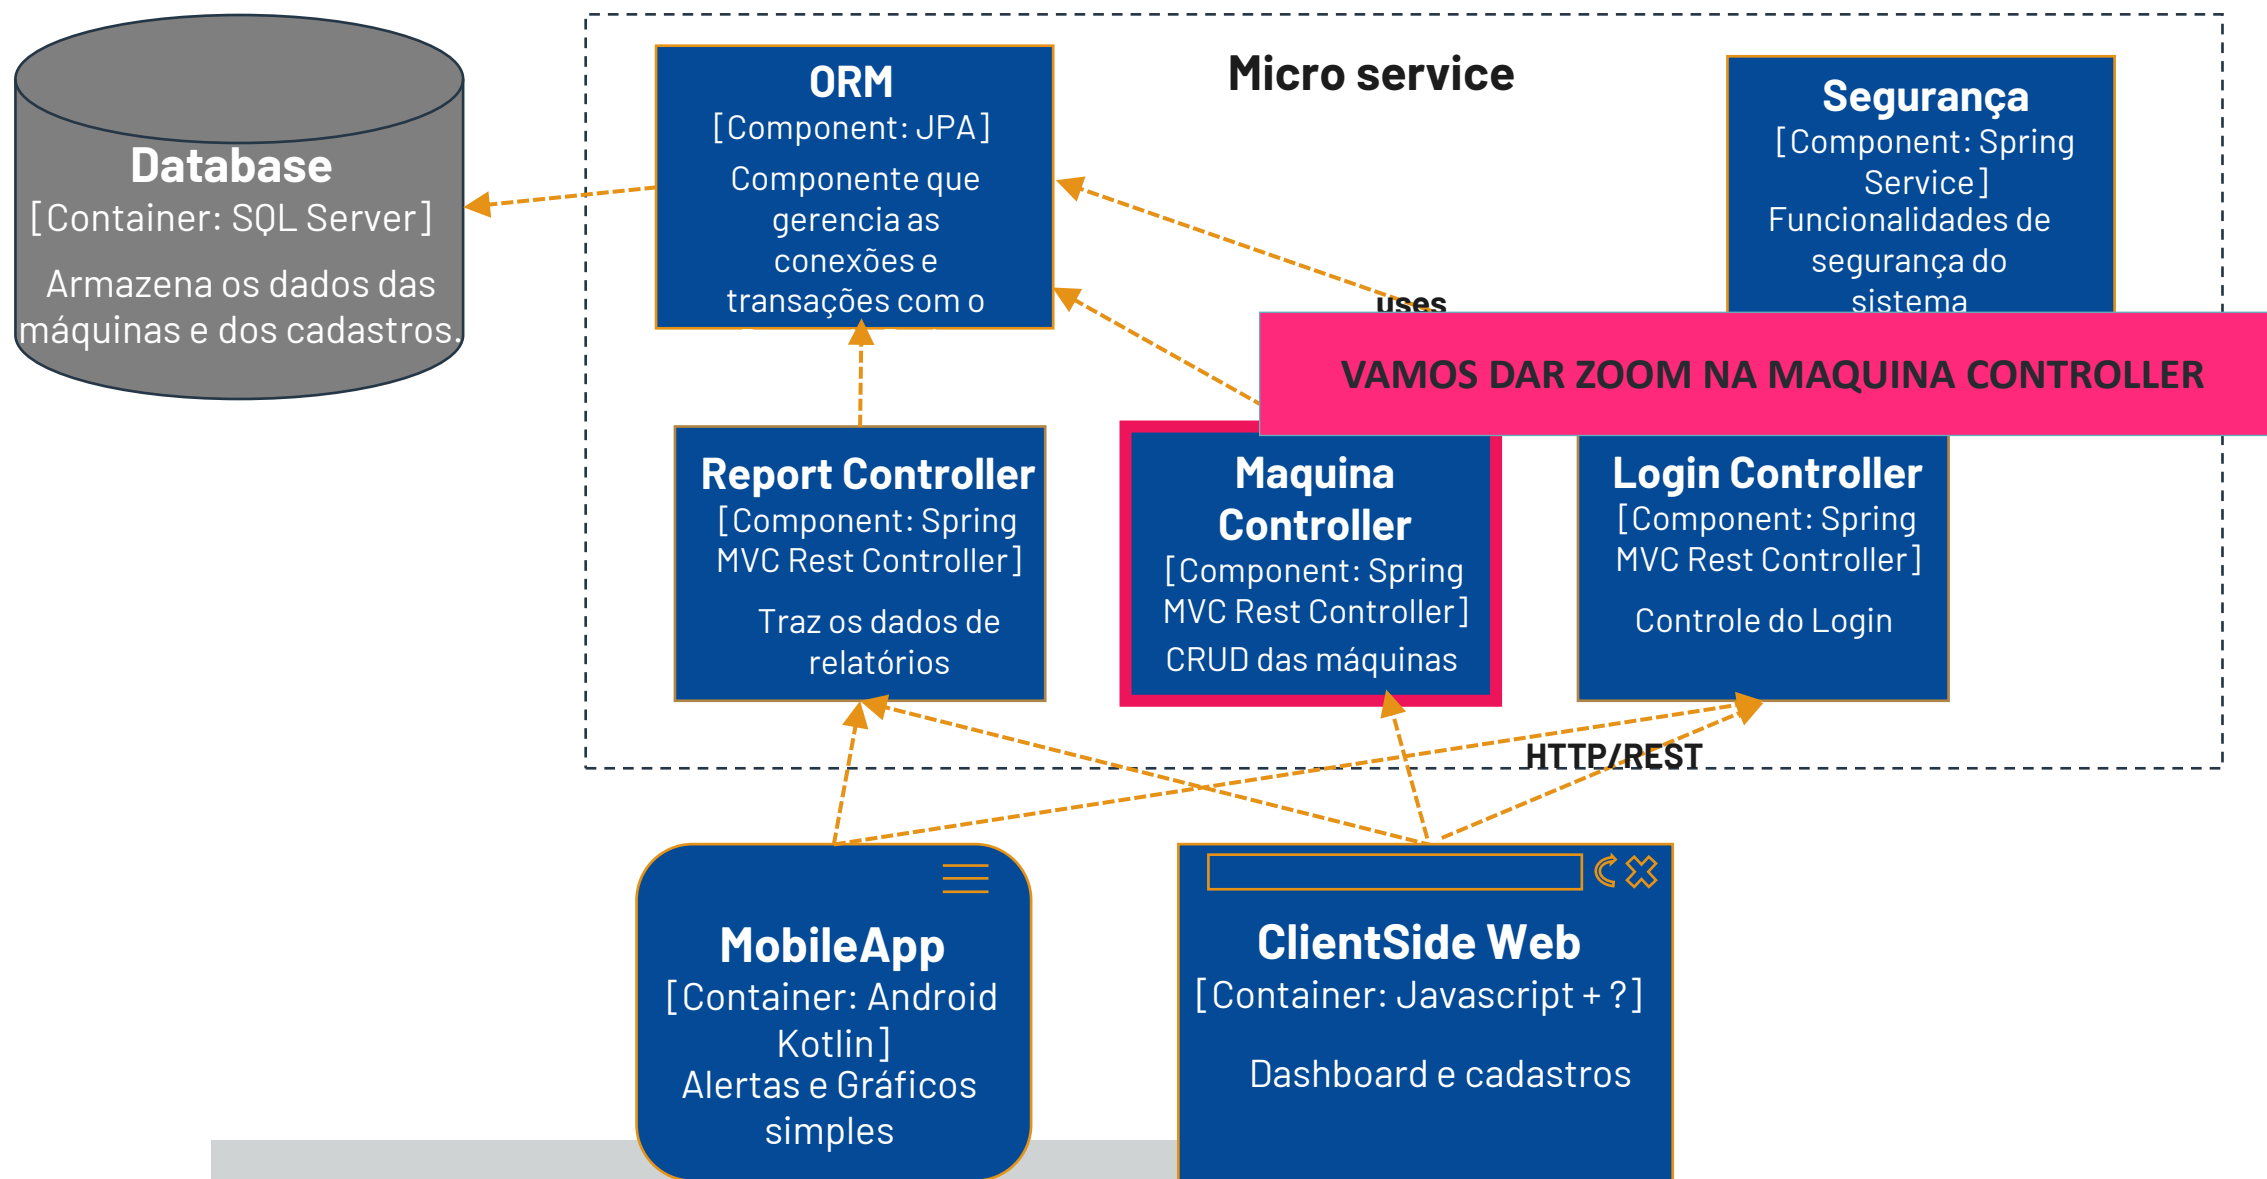 Micro service
Database
[Container: SQL Server]
Armazena os dados das
máquinas e dos cadastros.
ORM
[Component: JPA]
Componente que
gerencia as
conexões e
transações com o
Segurança
[Component: Spring
Service]
Funcionalidades de
segurança do
sistema
uses
VAMOS DAR ZOOM NA MAQUINA CONTROLLER
Report Controller
[Component: Spring
MVC Rest Controller]
Traz os dados de
relatórios
Maquina
Controller
[Component: Spring
MVC Rest Controller]
CRUD das máquinas
Login Controller
[Component: Spring
MVC Rest Controller]
Controle do Login
HTTP/REST
MobileApp
[Container: Android
Kotlin]
Alertas e Gráficos
simples
ClientSide Web
[Container: Javascript + ?]
Dashboard e cadastros